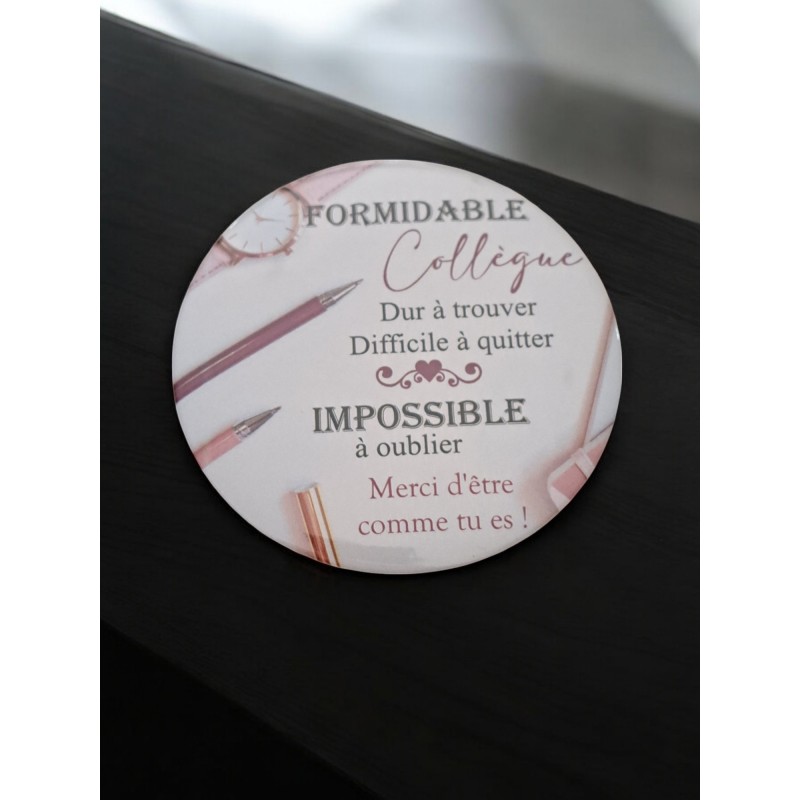 FORMIDABLE
Collègue
Dur à trouver
Difficile à quitter
IMPOSSIBLE
à oublier
Merci d'être
comme tu es !